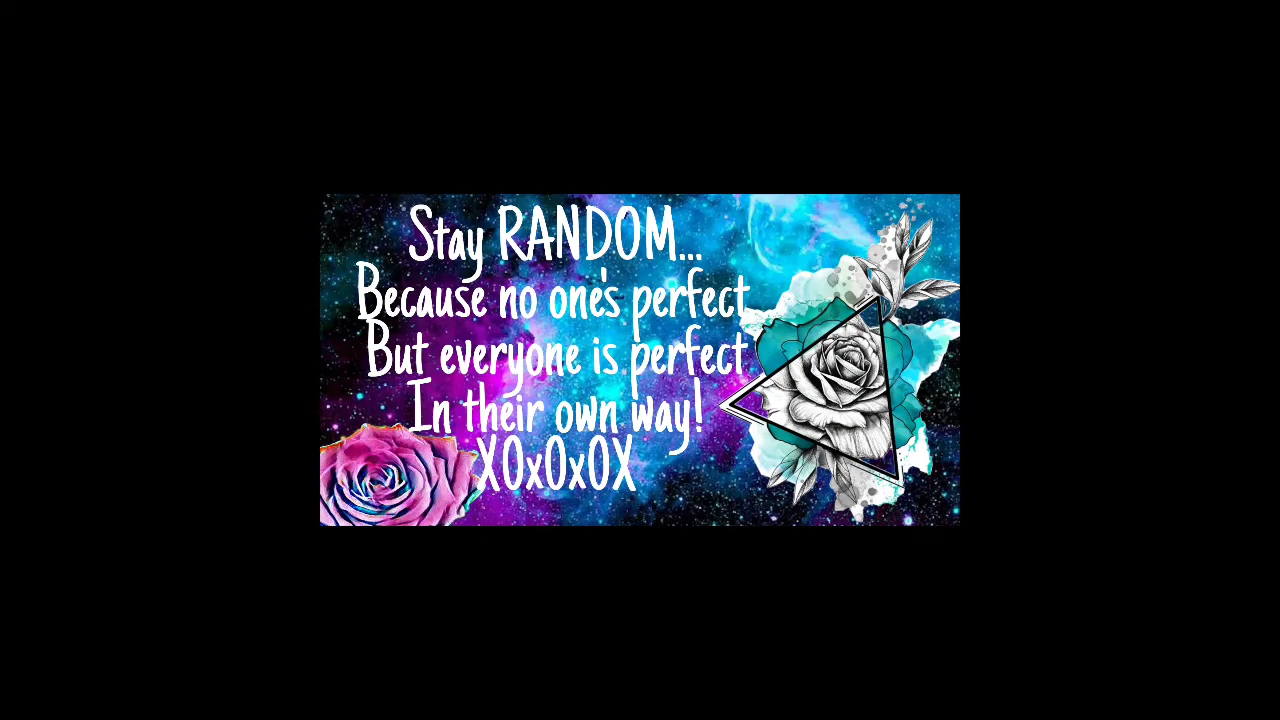 Stay RANDOM...
Because no one's perfect
But everyone is perfect
In their own way!
XOxOxOX